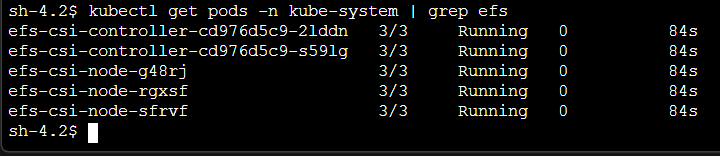 sh-4.2$ kubectl get pods -n kube-system | grep efs
efs-csi-controller-cd976d5c9-2lddn   3/3     Running   0          84s
efs-csi-controller-cd976d5c9-s59lg   3/3     Running   0          84s
efs-csi-node-g48rj                   3/3     Running   0          84s
efs-csi-node-rgxsf                   3/3     Running   0          84s
efs-csi-node-sfrvf                   3/3     Running   0          84s
sh-4.2$